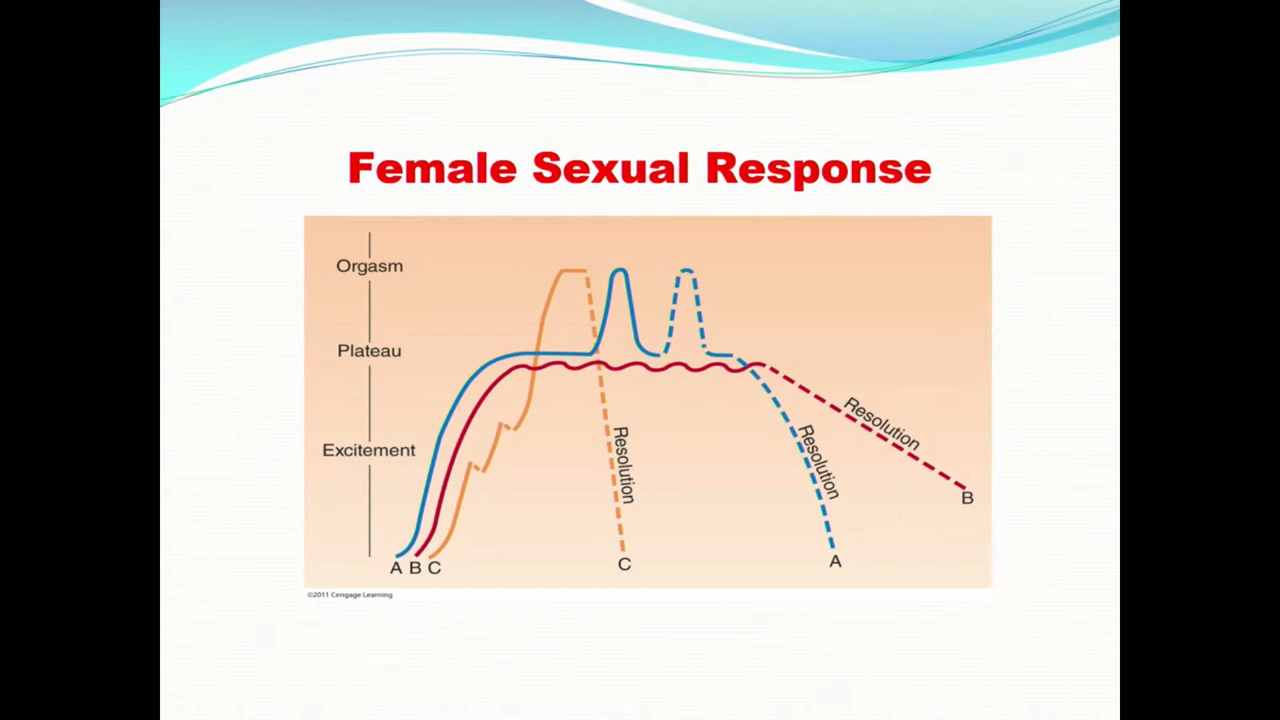 Female Sexual Response
Orgasm
Plateau
Excitement
Resolution
Resolution
Resolution
A B C
C
A
B
©2011 Cengage Learning